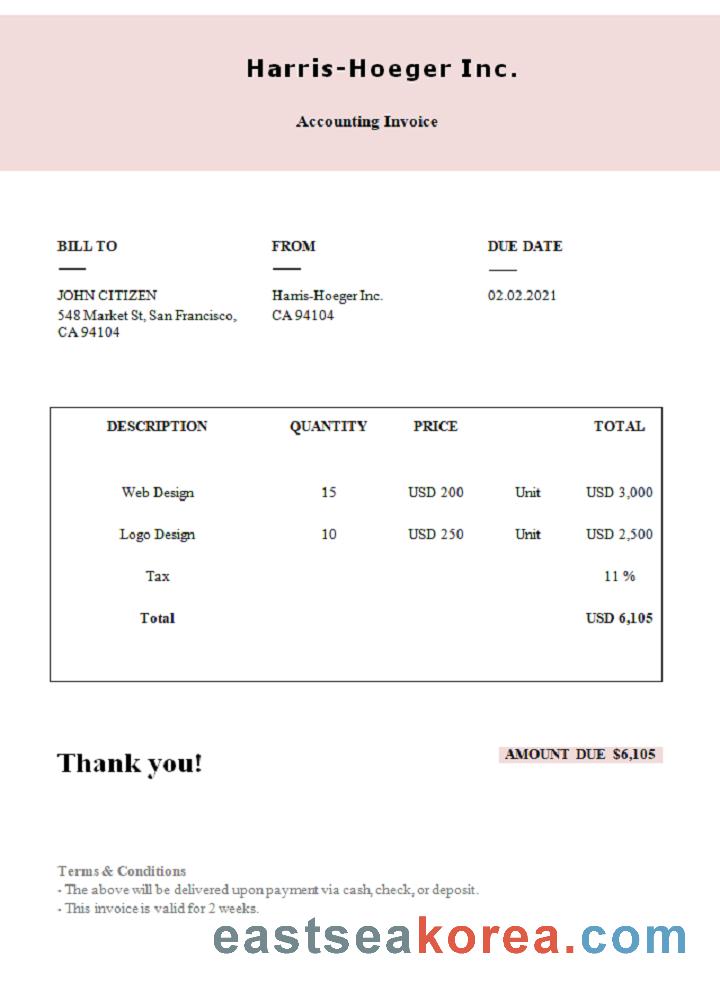 Harris-Hoeger Inc.
Accounting Invoice
BILL TO
JOHN CITIZEN
548 Market St, San Francisco,
CA 94104
FROM
Harris-Hoeger Inc.
CA 94104
DUE DATE
02.02.2021
DESCRIPTION QUANTITY PRICE TOTAL
Web Design 15 USD 200 Unit USD 3,000
Logo Design 10 USD 250 Unit USD 2,500
Tax 11 %
Total USD 6,105
Thank you!
AMOUNT DUE $6,105
Terms & Conditions
- The above will be delivered upon payment via cash, check, or deposit.
- This invoice is valid for 2 weeks.
eastseakorea.com